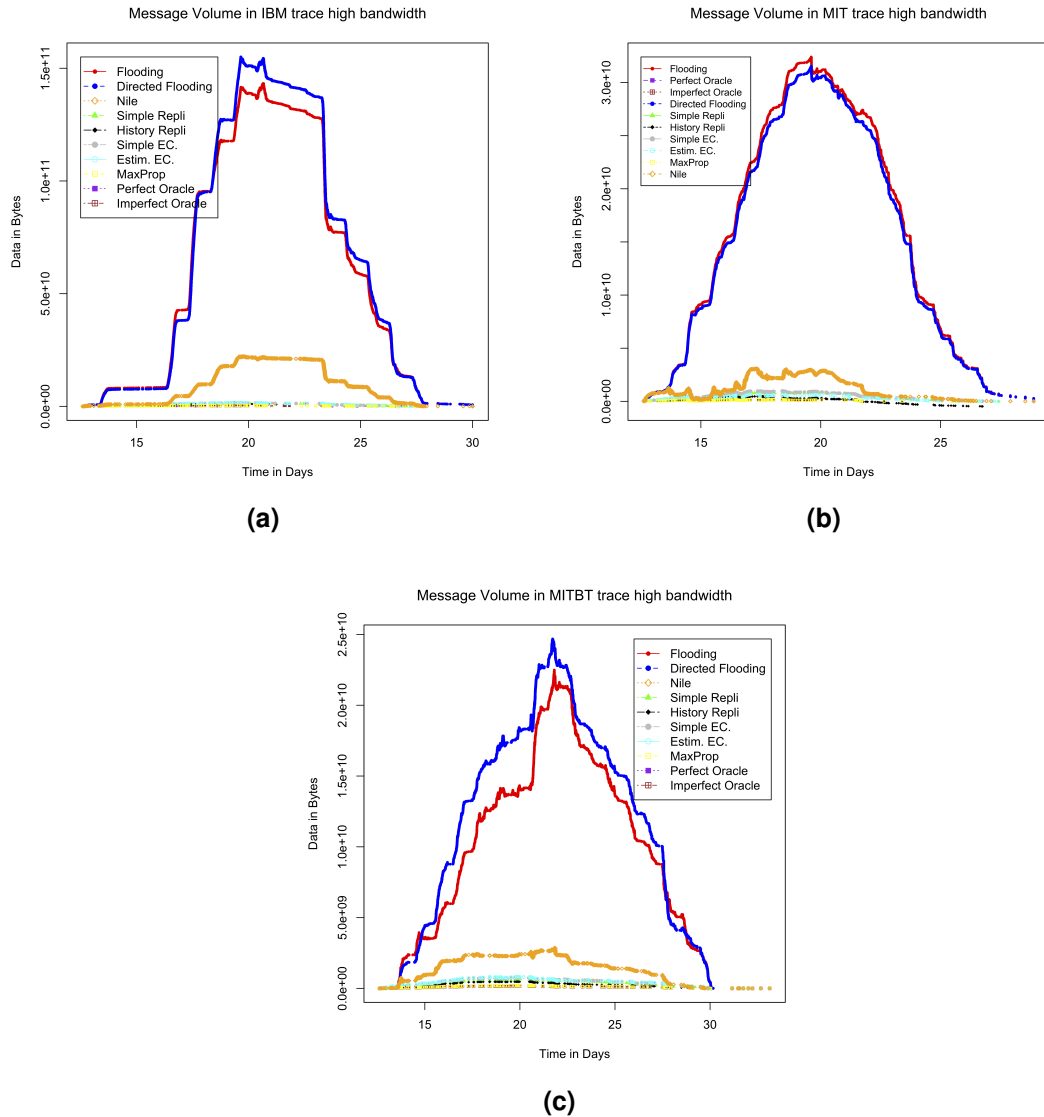 Message Volume in IBM trace high bandwidth
Data in Bytes
1.5e+11
1.0e+11
5.0e+10
0.0e+00
Flooding
Directed Flooding
Nile
Simple Repli
History Repli
Simple EC.
Estim. EC.
MaxProp
Perfect Oracle
Imperfect Oracle
15 20 25 30
Time in Days
(a)
Message Volume in MIT trace high bandwidth
Data in Bytes
3.0e+10
2.0e+10
1.0e+10
0.0e+00
Flooding
Perfect Oracle
Imperfect Oracle
Directed Flooding
Simple Repli
History Repli
Simple EC.
Estim. EC.
MaxProp
Nile
15 20 25
Time in Days
(b)
Message Volume in MITBT trace high bandwidth
Data in Bytes
2.5e+10
2.0e+10
1.5e+10
1.0e+10
5.0e+09
0.0e+00
Flooding
Directed Flooding
Nile
Simple Repli
History Repli
Simple EC.
Estim. EC.
MaxProp
Perfect Oracle
Imperfect Oracle
15 20 25 30
Time in Days
(c)